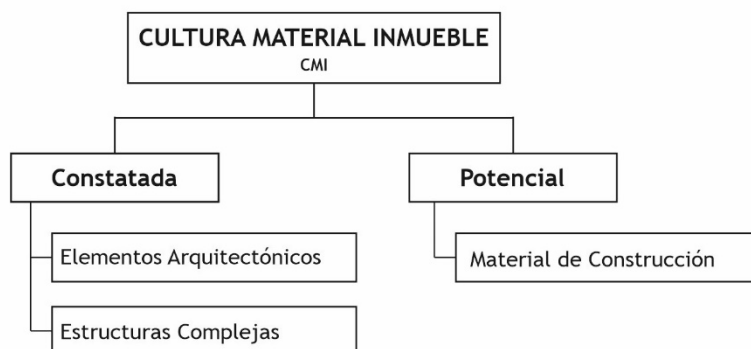 CULTURA MATERIAL INMUEBLE
CMI
Constatada
Potencial
Elementos Arquitectónicos
Material de Construcción
Estructuras Complejas